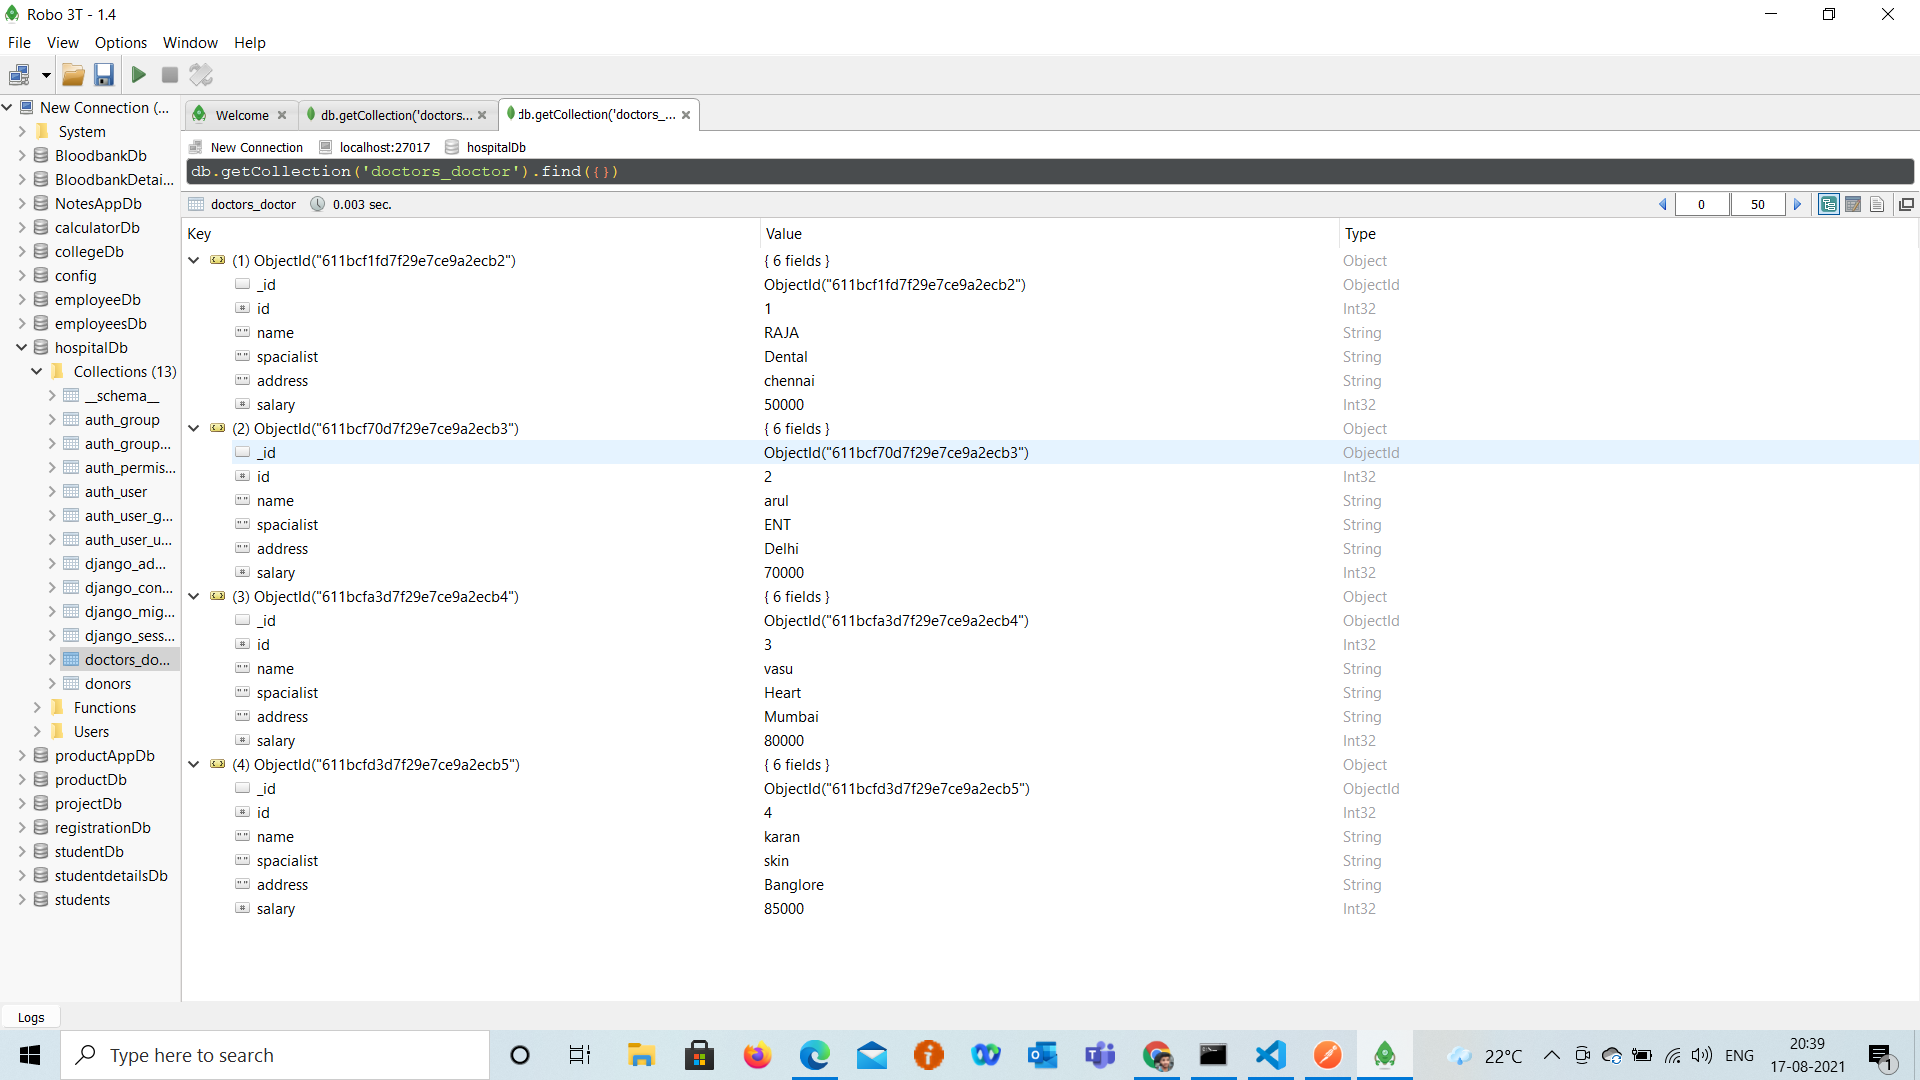 Robo 3T - 1.4
File View Options Window Help
New Connection (...
System
BloodbankDb
BloodbankDetai...
NotesAppDb
calculatorDb
collegeDb
config
employeeDb
employeesDb
hospitalDb
Collections (13)
__schema__
auth_group
auth_group...
auth_permis...
auth_user
auth_user_g...
auth_user_u...
django_ad...
django_con...
django_mig...
django_sess...
doctors_do...
donors
Functions
Users
productAppDb
productDb
projectDb
registrationDb
studentDb
studentdetailsDb
students
Welcome db.getCollection('doctors... db.getCollection('doctors_...
New Connection localhost:27017 hospitalDb
db.getCollection('doctors_doctor').find({})
doctors_doctor 0.003 sec. 0 50
Key Value Type
(1) ObjectId("611bcf1fd7f29e7ce9a2ecb2") { 6 fields } Object
_id ObjectId("611bcf1fd7f29e7ce9a2ecb2") ObjectId
id 1 Int32
name RAJA String
spacialist Dental String
address chennai String
salary 50000 Int32
(2) ObjectId("611bcf70d7f29e7ce9a2ecb3") { 6 fields } Object
_id ObjectId("611bcf70d7f29e7ce9a2ecb3") ObjectId
id 2 Int32
name arul String
spacialist ENT String
address Delhi String
salary 70000 Int32
(3) ObjectId("611bcfa3d7f29e7ce9a2ecb4") { 6 fields } Object
_id ObjectId("611bcfa3d7f29e7ce9a2ecb4") ObjectId
id 3 Int32
name vasu String
spacialist Heart String
address Mumbai String
salary 80000 Int32
(4) ObjectId("611bcfd3d7f29e7ce9a2ecb5") { 6 fields } Object
_id ObjectId("611bcfd3d7f29e7ce9a2ecb5") ObjectId
id 4 Int32
name karan String
spacialist skin String
address Banglore String
salary 85000 Int32
Logs
Type here to search
22°C ENG
20:39
17-08-2021
1